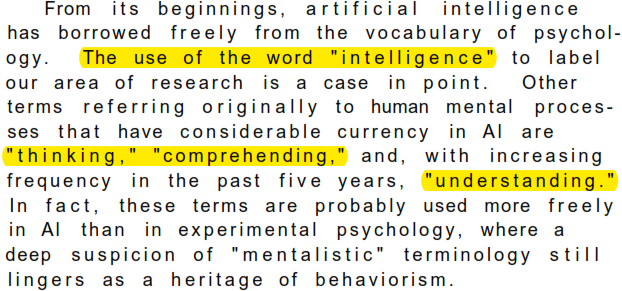 From its beginnings, artificial intelligence
has borrowed freely from the vocabulary of psychol-
ogy. The use of the word "intelligence" to label
our area of research is a case in point. Other
terms referring originally to human mental proces-
ses that have considerable currency in AI are
"thinking," "comprehending," and, with increasing
frequency in the past five years, "understanding."
In fact, these terms are probably used more freely
in AI than in experimental psychology, where a
deep suspicion of "mentalistic" terminology still
lingers as a heritage of behaviorism.